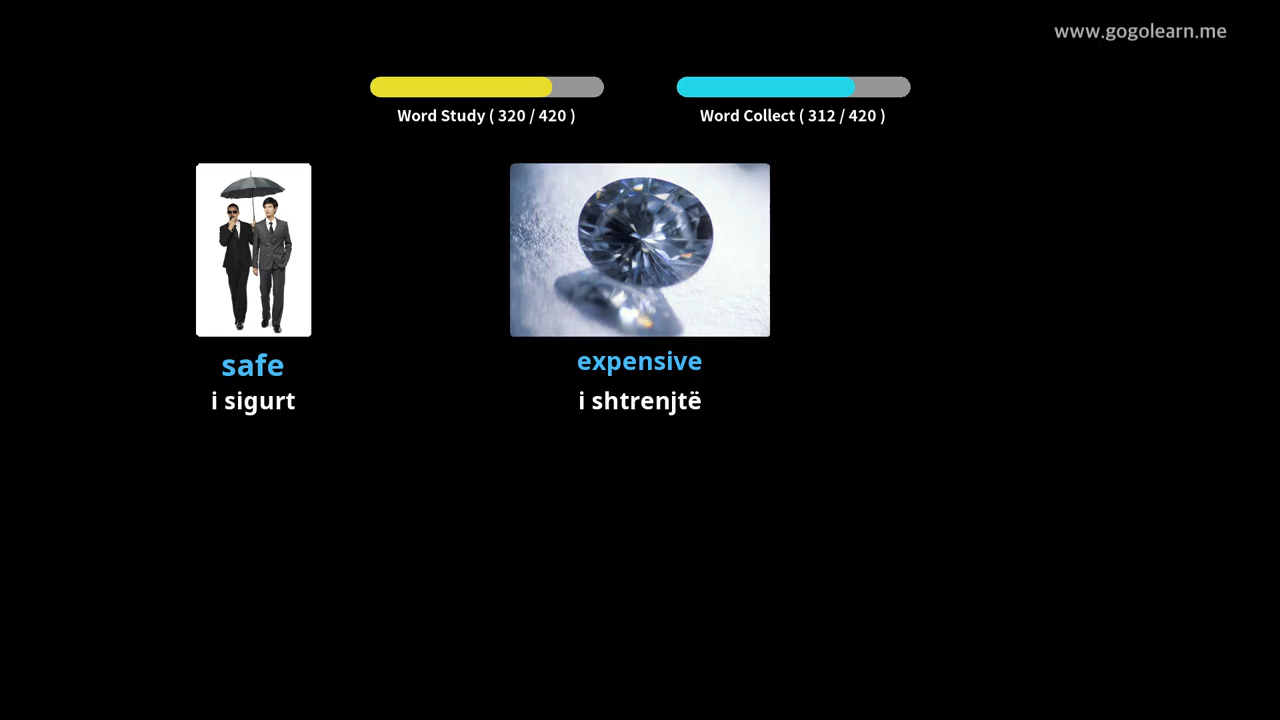 www.gogolearn.me
Word Study ( 320 / 420 )
Word Collect ( 312 / 420 )
safe
i sigurt
expensive
i shtrenjtë